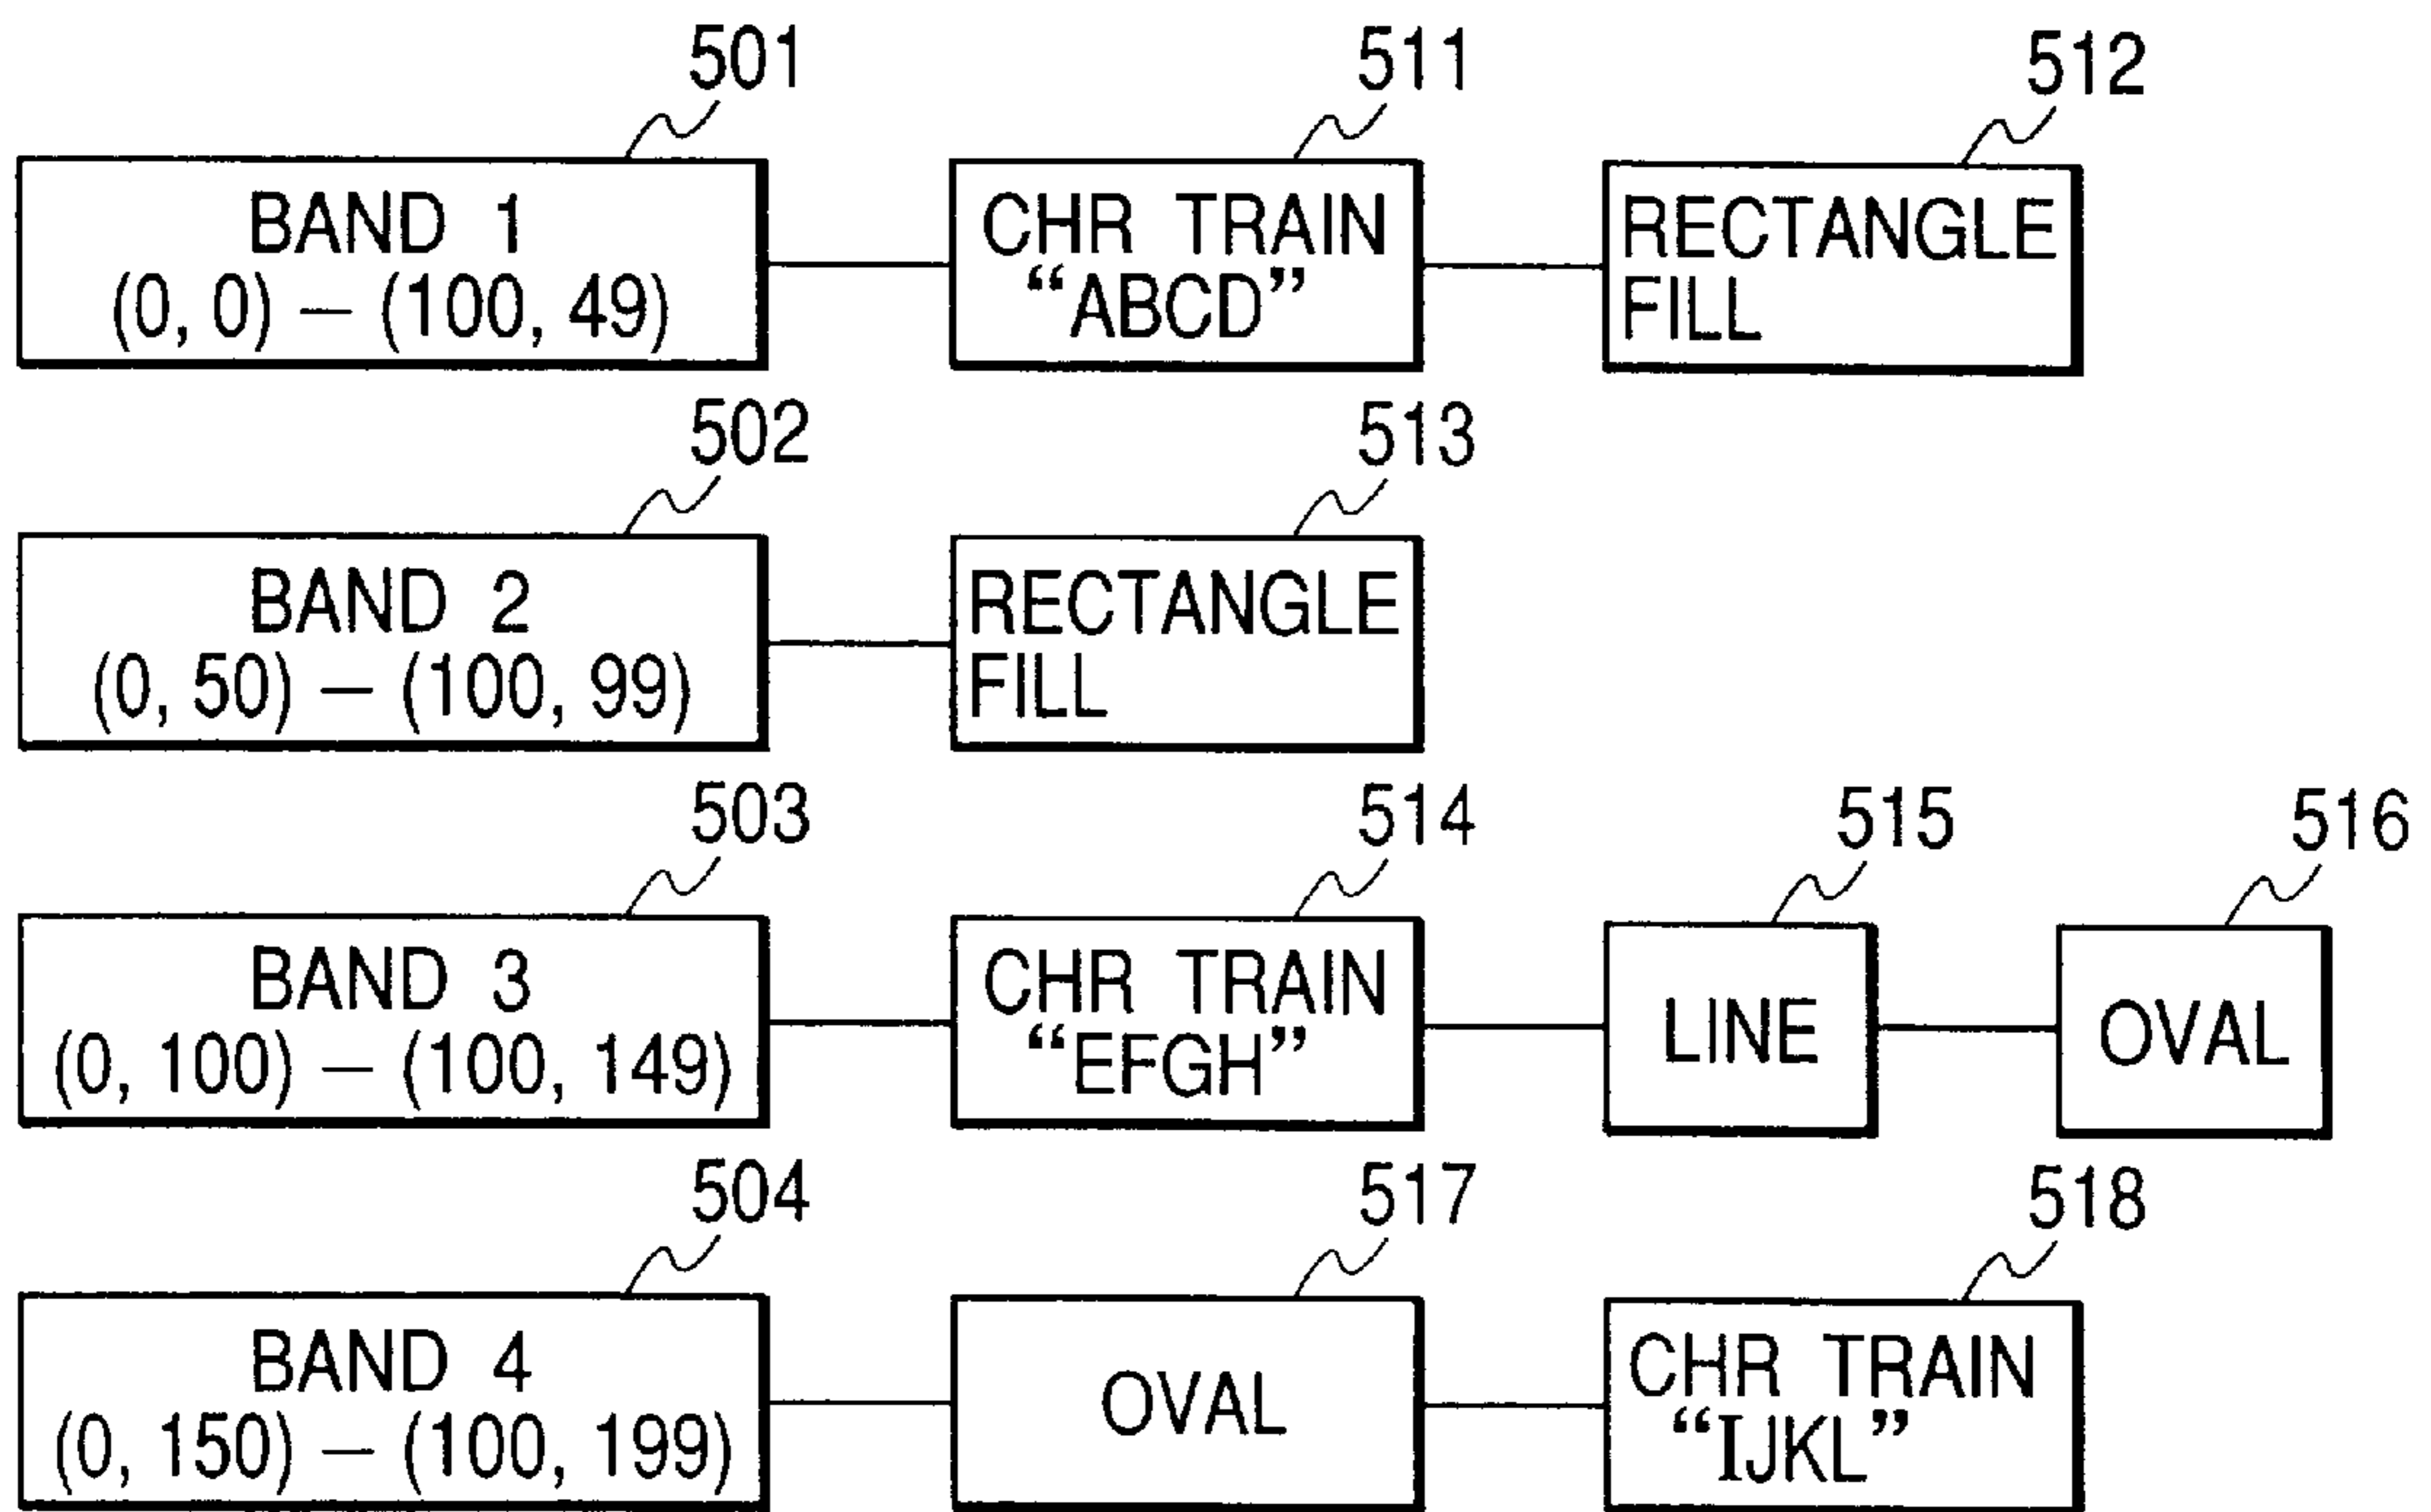 501
511
512
BAND 1
(0, 0) — (100, 49)
CHR TRAIN
“ABCD”
RECTANGLE
FILL
502
513
BAND 2
(0, 50) — (100, 99)
RECTANGLE
FILL
503
514
515
516
BAND 3
(0, 100) — (100, 149)
CHR TRAIN
“EFGH”
LINE
OVAL
504
517
518
BAND 4
(0, 150) — (100, 199)
OVAL
CHR TRAIN
“IJKL”